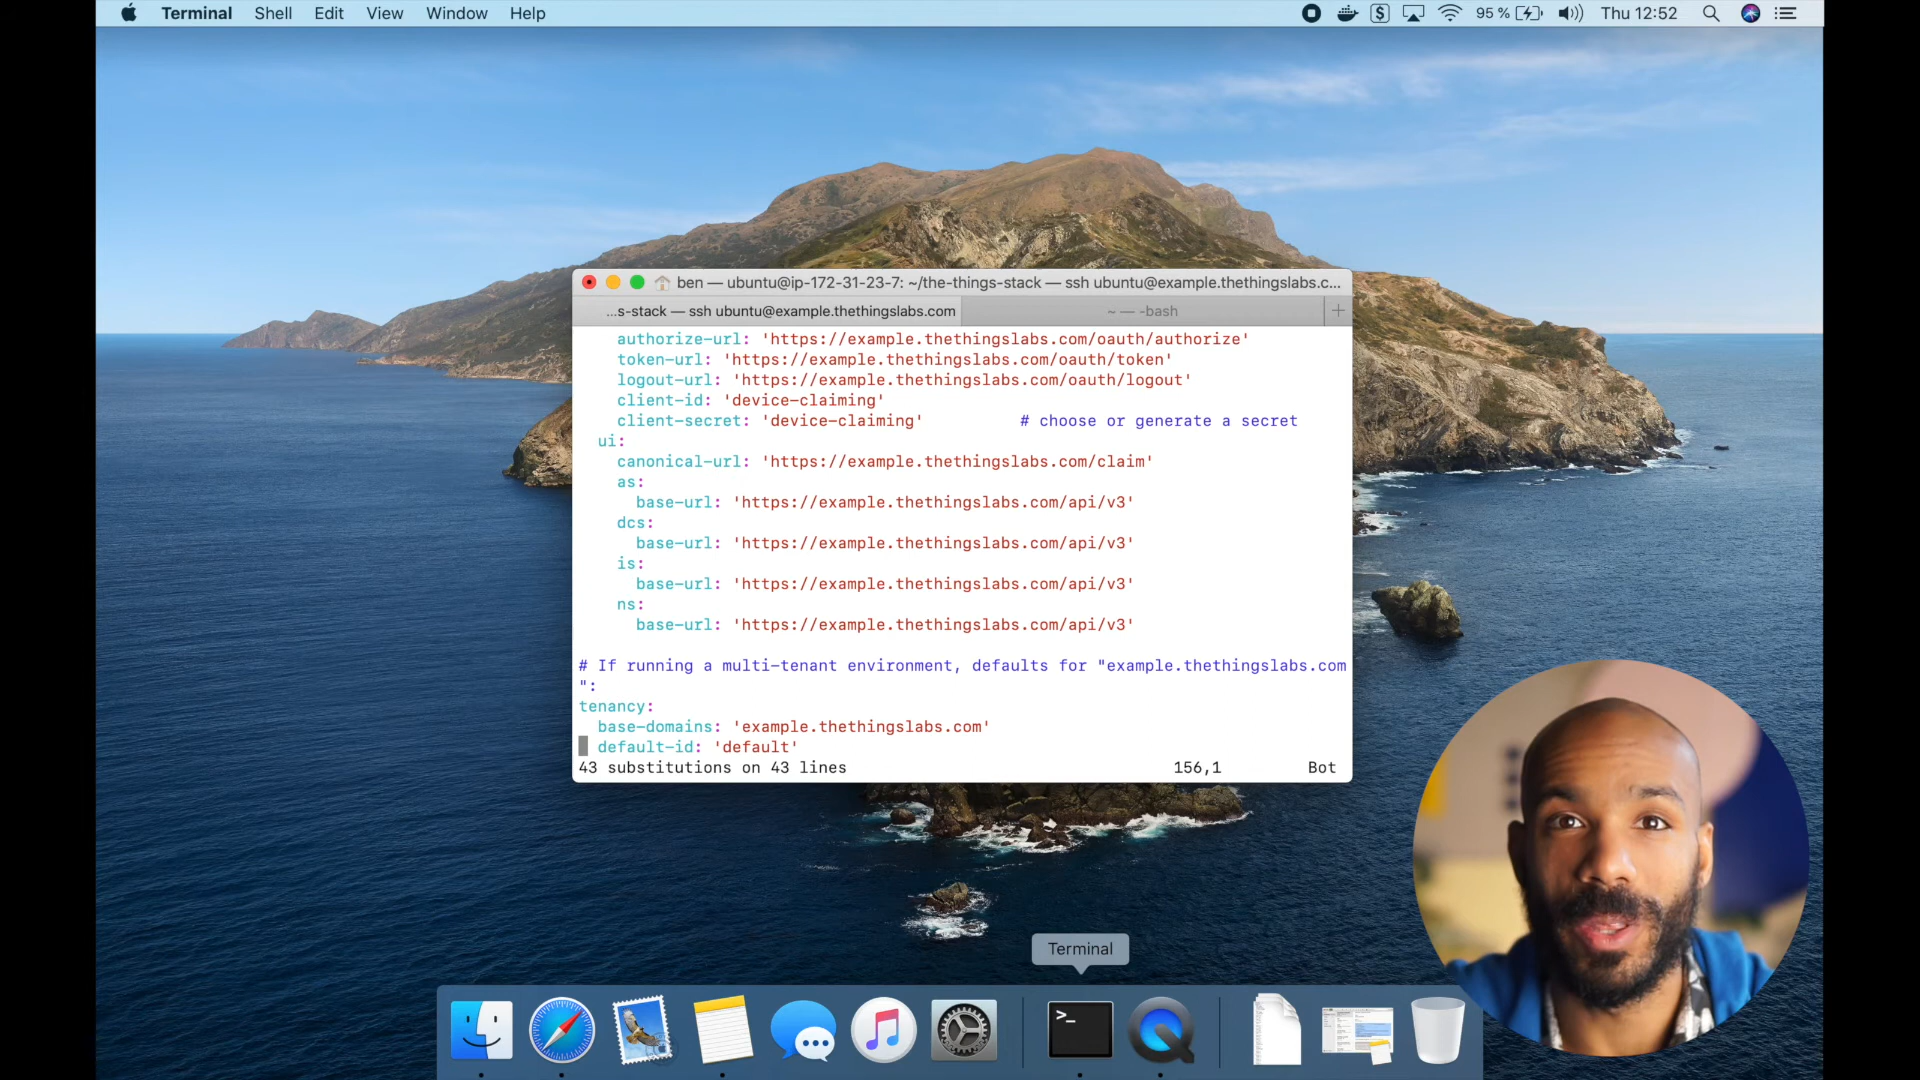 Terminal Shell Edit View Window Help 95 % Thu 12:52
ben — ubuntu@ip-172-31-23-7: ~/the-things-stack — ssh ubuntu@example.thethingslabs.c...
...s-stack — ssh ubuntu@example.thethingslabs.com ~ — -bash
authorize-url: 'https://example.thethingslabs.com/oauth/authorize'
token-url: 'https://example.thethingslabs.com/oauth/token'
logout-url: 'https://example.thethingslabs.com/oauth/logout'
client-id: 'device-claiming'
client-secret: 'device-claiming' # choose or generate a secret
ui:
canonical-url: 'https://example.thethingslabs.com/claim'
as:
base-url: 'https://example.thethingslabs.com/api/v3'
dcs:
base-url: 'https://example.thethingslabs.com/api/v3'
is:
base-url: 'https://example.thethingslabs.com/api/v3'
ns:
base-url: 'https://example.thethingslabs.com/api/v3'
# If running a multi-tenant environment, defaults for "example.thethingslabs.com
":
tenancy:
base-domains: 'example.thethingslabs.com'
default-id: 'default'
43 substitutions on 43 lines 156,1 Bot
Terminal
>_